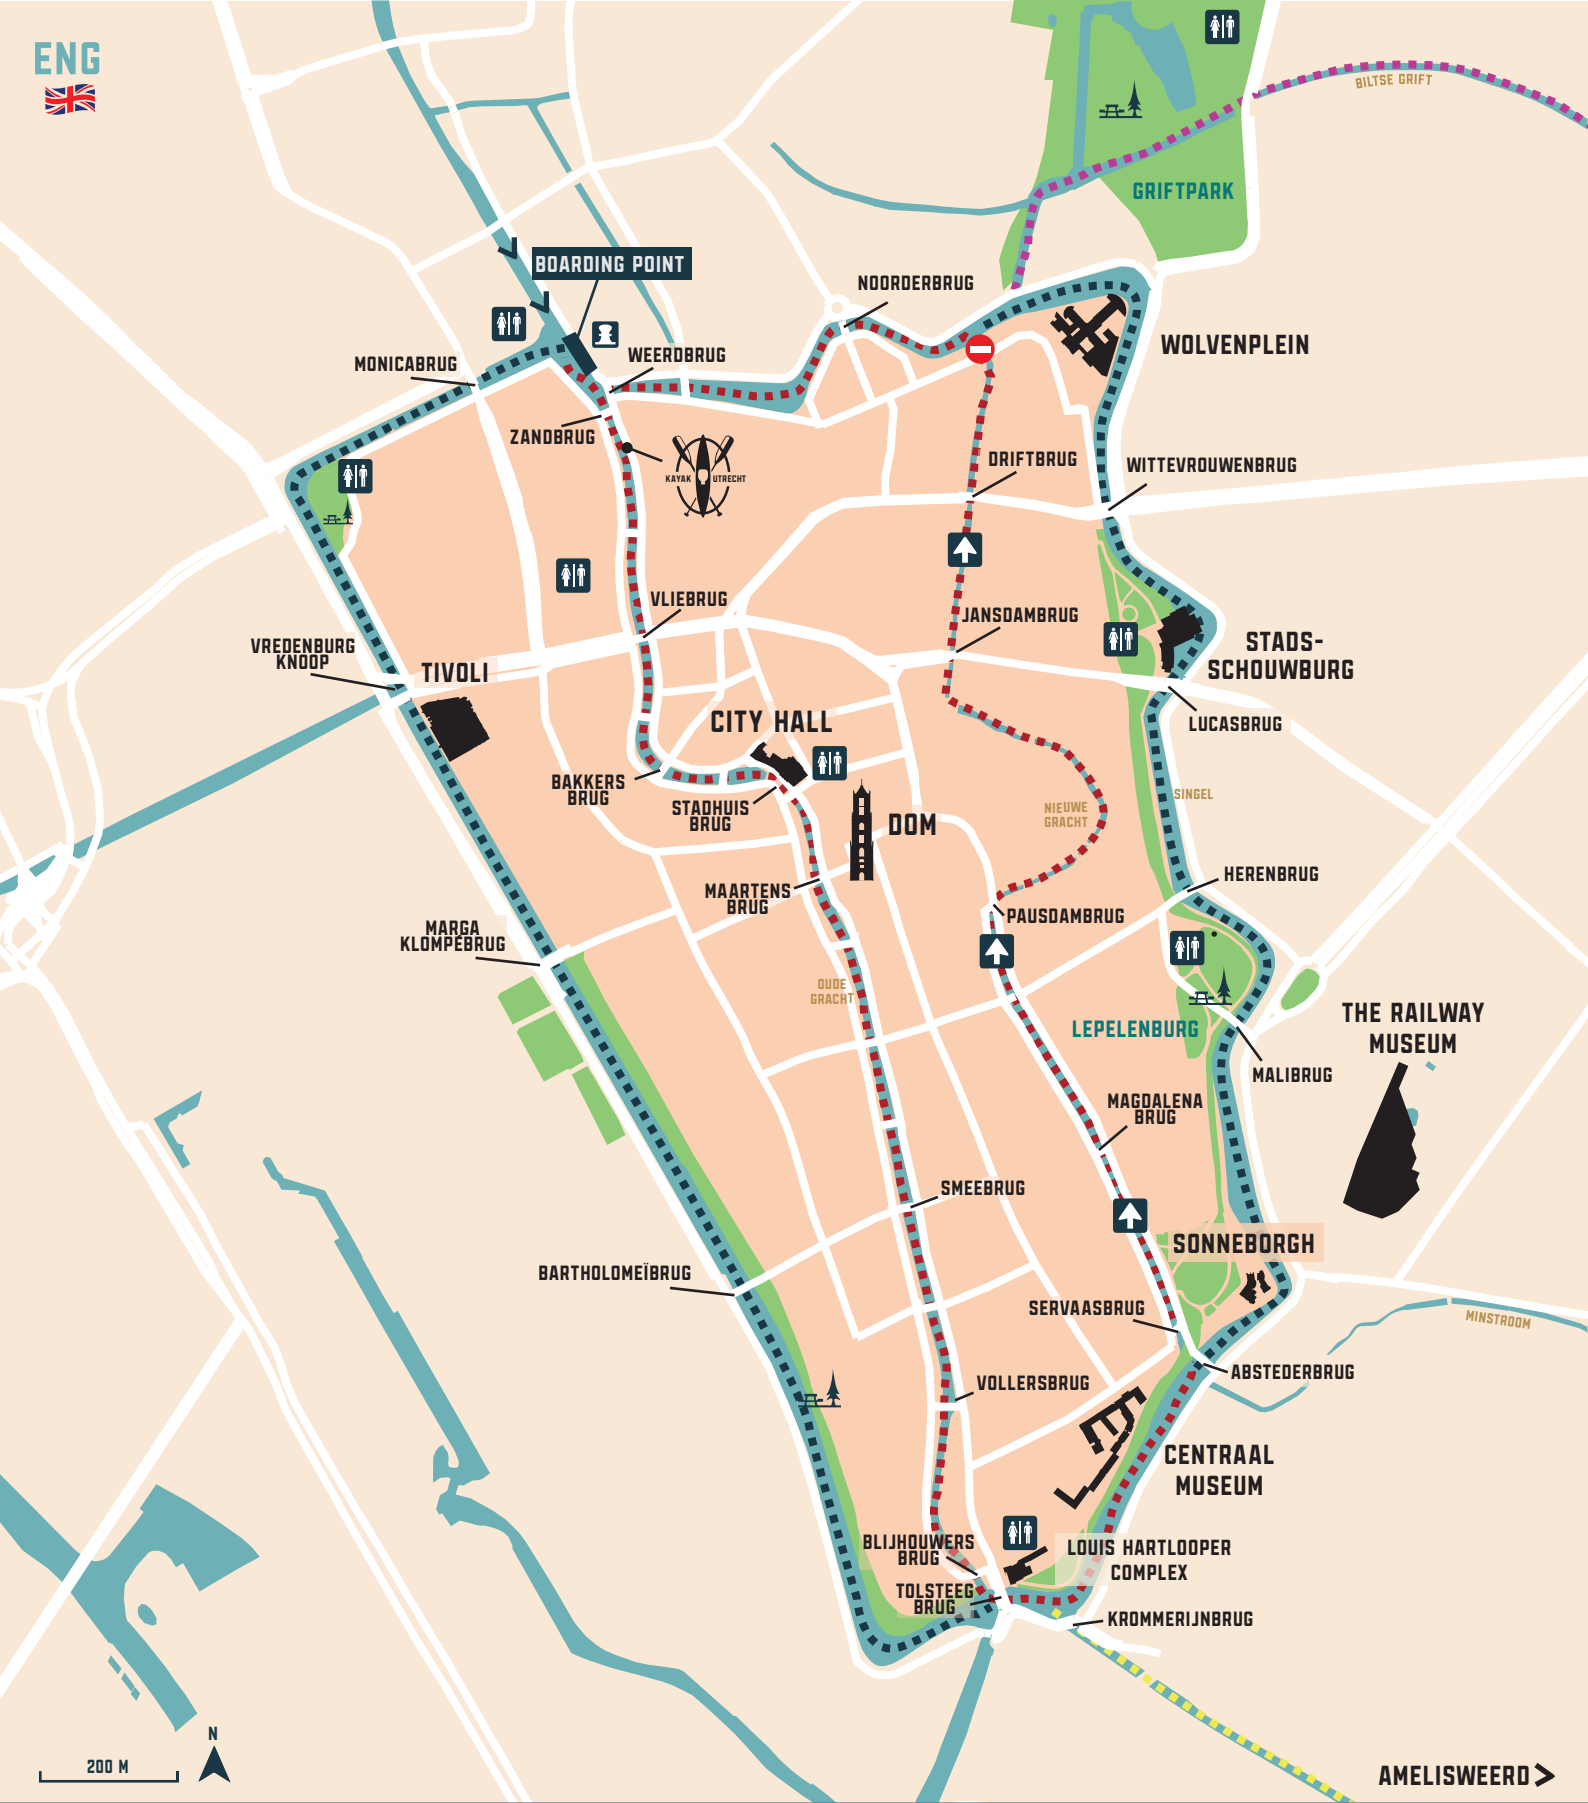 ENG
BILTSE GRIFT
GRIFTPARK
BOARDING POINT
NOORDERBRUG
WOLVENPLEIN
MONICABRUG
WEERDBRUG
ZANDBRUG
KAYAK UTRECHT
DRIFTBRUG
WITTEVROUWENBRUG
VLIEBRUG
JANSDAMBRUG
VREDENBURG
KNOOP
TIVOLI
STADS-
SCHOUWBURG
LUCASBRUG
CITY HALL
BAKKERS
BRUG
STADHUIS
BRUG
DOM
NIEUWE
GRACHT
SINGEL
HERENBRUG
MAARTENS
BRUG
PAUSDAMBRUG
MARGA
KLOMPÉBRUG
OUDE
GRACHT
LEPELENBURG
THE RAILWAY
MUSEUM
MALIBRUG
MAGDALENA
BRUG
SMEEBRUG
SONNEBORGH
BARTHOLOMEÏBRUG
SERVAASBRUG
MINSTROOM
ABSTEDERBRUG
VOLLERSBRUG
CENTRAAL
MUSEUM
BLIJHOUWERS
BRUG
LOUIS HARTLOOPER
COMPLEX
TOLSTEEG
BRUG
KROMMERIJNBRUG
N
200 M
AMELISWEERD